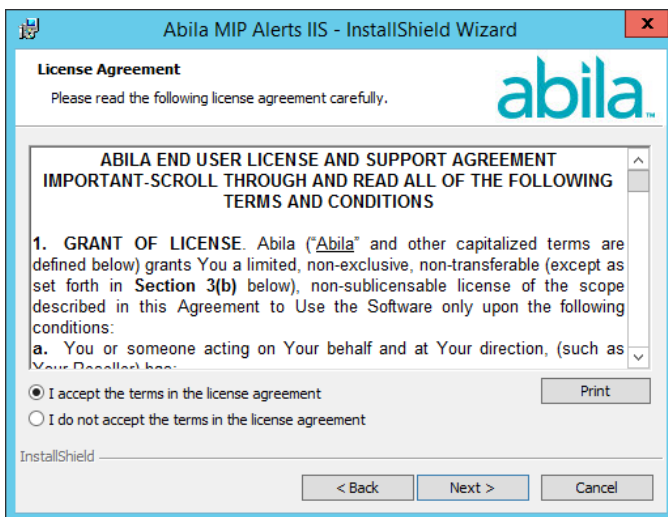 Abila MIP Alerts IIS - InstallShield Wizard
x
License Agreement
Please read the following license agreement carefully.
abila
ABILA END USER LICENSE AND SUPPORT AGREEMENT
IMPORTANT-SCROLL THROUGH AND READ ALL OF THE FOLLOWING
TERMS AND CONDITIONS
1. GRANT OF LICENSE. Abila (“Abila” and other capitalized terms are
defined below) grants You a limited, non-exclusive, non-transferable (except as
set forth in Section 3(b) below), non-sublicensable license of the scope
described in this Agreement to Use the Software only upon the following
conditions:
a. You or someone acting on Your behalf and at Your direction, (such as
Your Reseller) has:
I accept the terms in the license agreement
Print
I do not accept the terms in the license agreement
InstallShield
< Back
Next >
Cancel